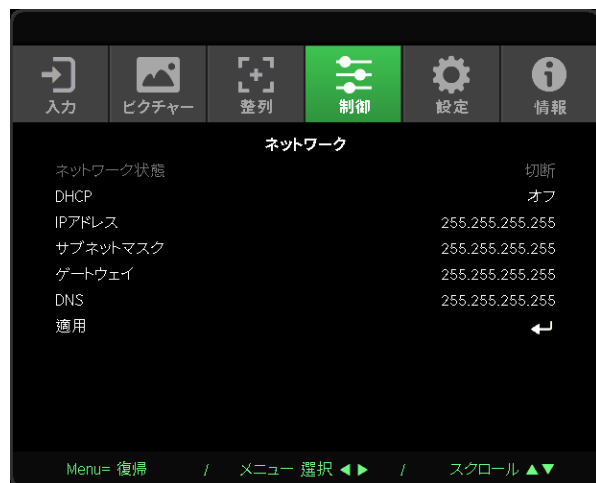 入力 ピクチャー 整列 制御 設定 情報
ネットワーク
ネットワーク状態 切断
DHCP オフ
IPアドレス 255.255.255.255
サブネットマスク 255.255.255.255
ゲートウェイ 255.255.255.255
DNS 255.255.255.255
適用
Menu= 復帰 / メニュー 選択 ◀ ▶ / スクロール ▲▼